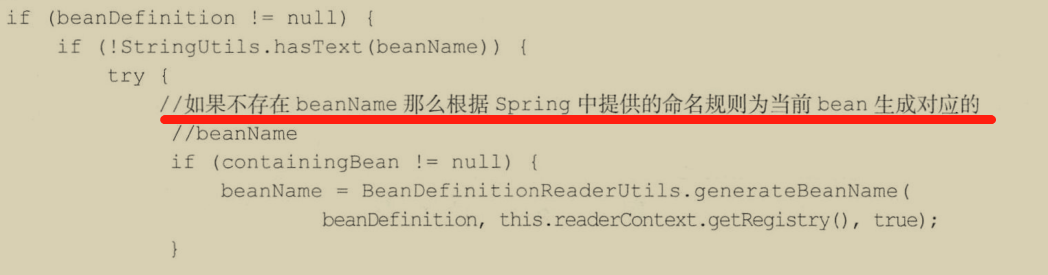 if (beanDefinition != null) {
if (!StringUtils.hasText(beanName)) {
try {
//如果不存在 beanName 那么根据 Spring 中提供的命名规则为当前 bean 生成对应的
//beanName
if (containingBean != null) {
beanName = BeanDefinitionReaderUtils.generateBeanName(
beanDefinition, this.readerContext.getRegistry(), true);
}